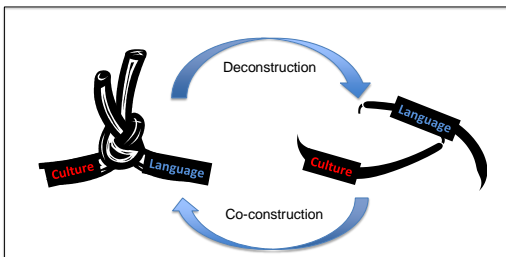 Deconstruction
Culture
Language
Language
Culture
Co-construction